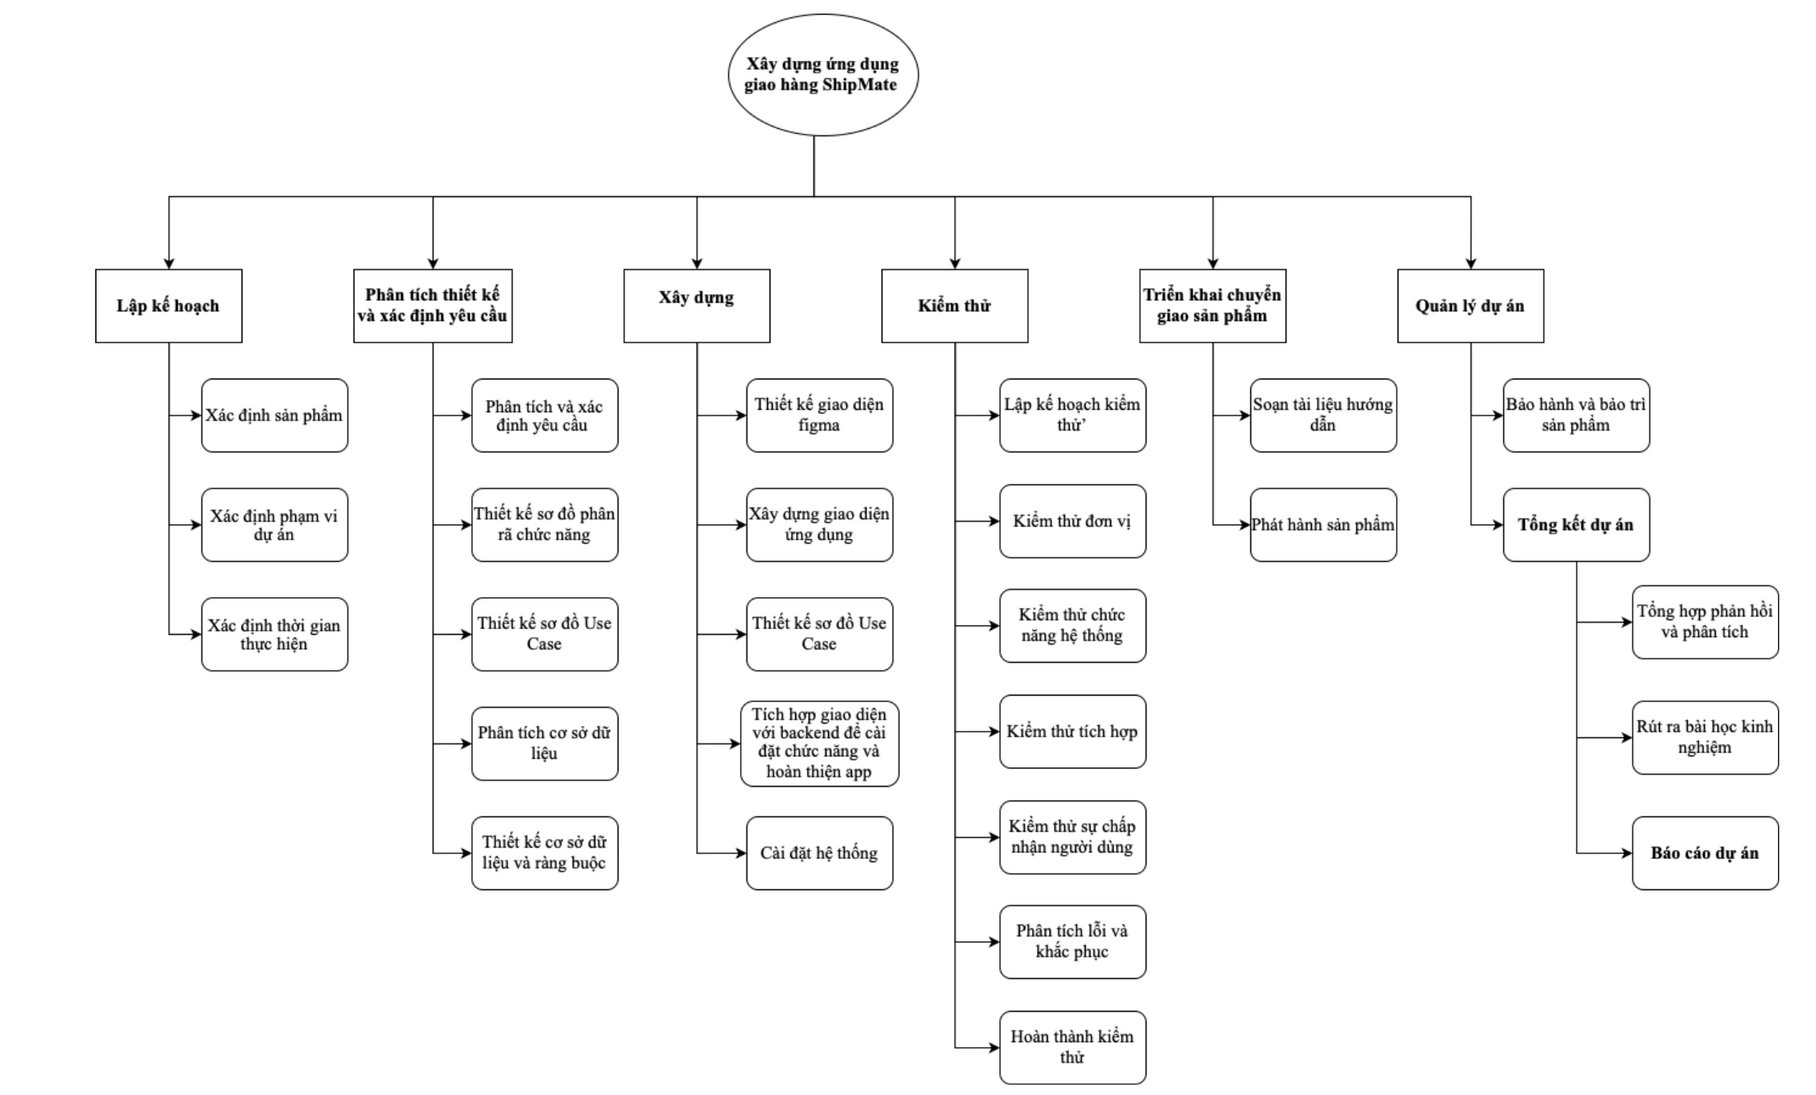 Xây dựng ứng dụng
giao hàng ShipMate
Lập kế hoạch
Xác định sản phẩm
Xác định phạm vi
dự án
Xác định thời gian
thực hiện
Phân tích thiết kế
và xác định yêu cầu
Phân tích và xác
định yêu cầu
Thiết kế sơ đồ phân
rã chức năng
Thiết kế sơ đồ Use
Case
Phân tích cơ sở dữ
liệu
Thiết kế cơ sở dữ
liệu và ràng buộc
Xây dựng
Thiết kế giao diện
figma
Xây dựng giao diện
ứng dụng
Thiết kế sơ đồ Use
Case
Tích hợp giao diện
với backend để cài
đặt chức năng và
hoàn thiện app
Cài đặt hệ thống
Kiểm thử
Lập kế hoạch kiểm
thử’
Kiểm thử đơn vị
Kiểm thử chức
năng hệ thống
Kiểm thử tích hợp
Kiểm thử sự chấp
nhận người dùng
Phân tích lỗi và
khắc phục
Hoàn thành kiểm
thử
Triển khai chuyển
giao sản phẩm
Soạn tài liệu hướng
dẫn
Phát hành sản phẩm
Quản lý dự án
Bảo hành và bảo trì
sản phẩm
Tổng kết dự án
Tổng hợp phản hồi
và phân tích
Rút ra bài học kinh
nghiệm
Báo cáo dự án